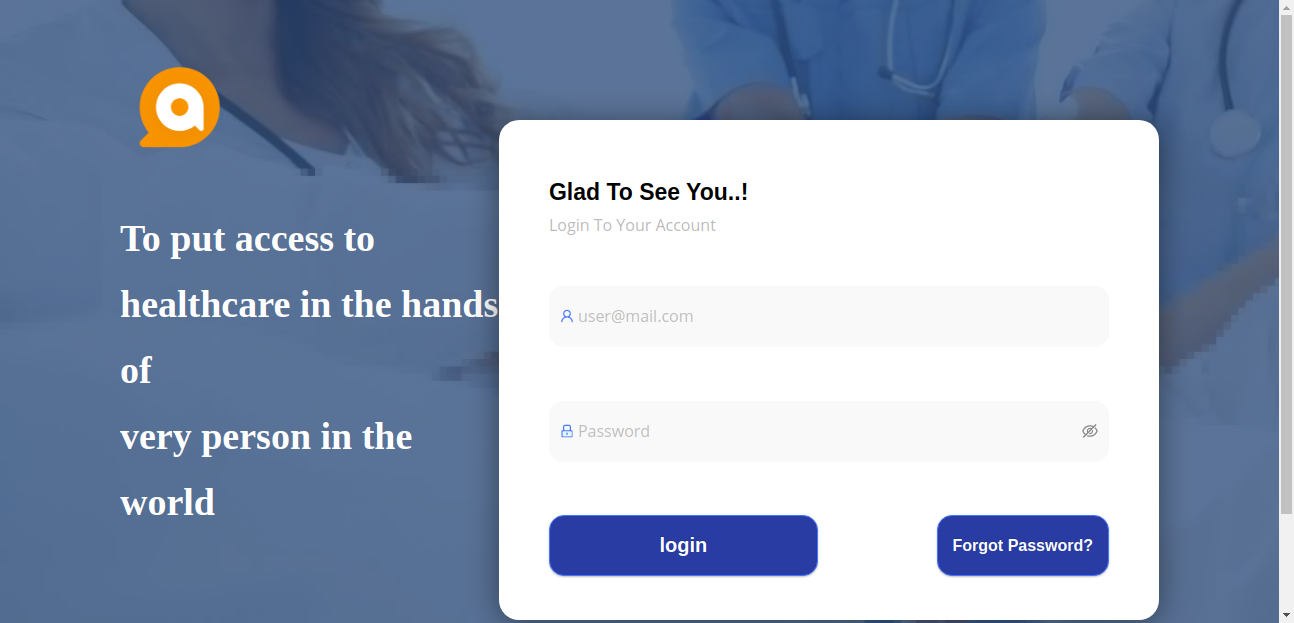 To put access to
healthcare in the hands
of
very person in the
world
Glad To See You..!
Login To Your Account
user@mail.com
Password
login
Forgot Password?